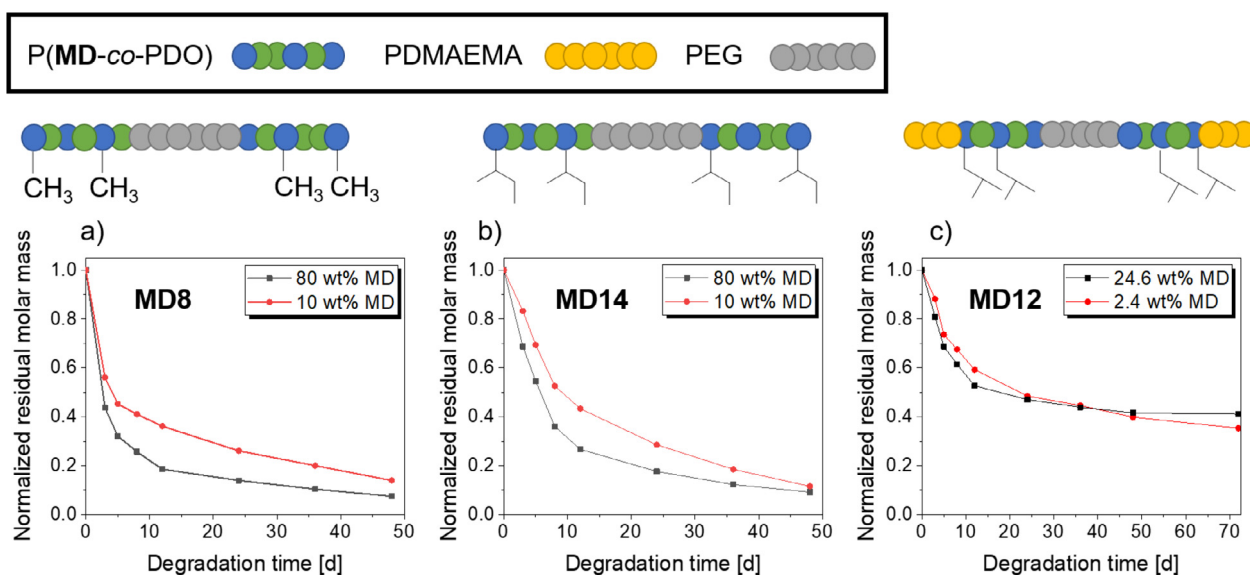 P(MD-co-PDO) PDMAEMA PEG
CH₃ CH₃ CH₃ CH₃
a) b) c)
Normalized residual molar mass
1.0
0.8
0.6
0.4
0.2
0.0
0 10 20 30 40 50
Degradation time [d]
MD8
80 wt% MD
10 wt% MD
Normalized residual molar mass
1.0
0.8
0.6
0.4
0.2
0.0
0 10 20 30 40 50
Degradation time [d]
MD14
80 wt% MD
10 wt% MD
Normalized residual molar mass
1.0
0.8
0.6
0.4
0.2
0.0
0 10 20 30 40 50 60 70
Degradation time [d]
MD12
24.6 wt% MD
2.4 wt% MD